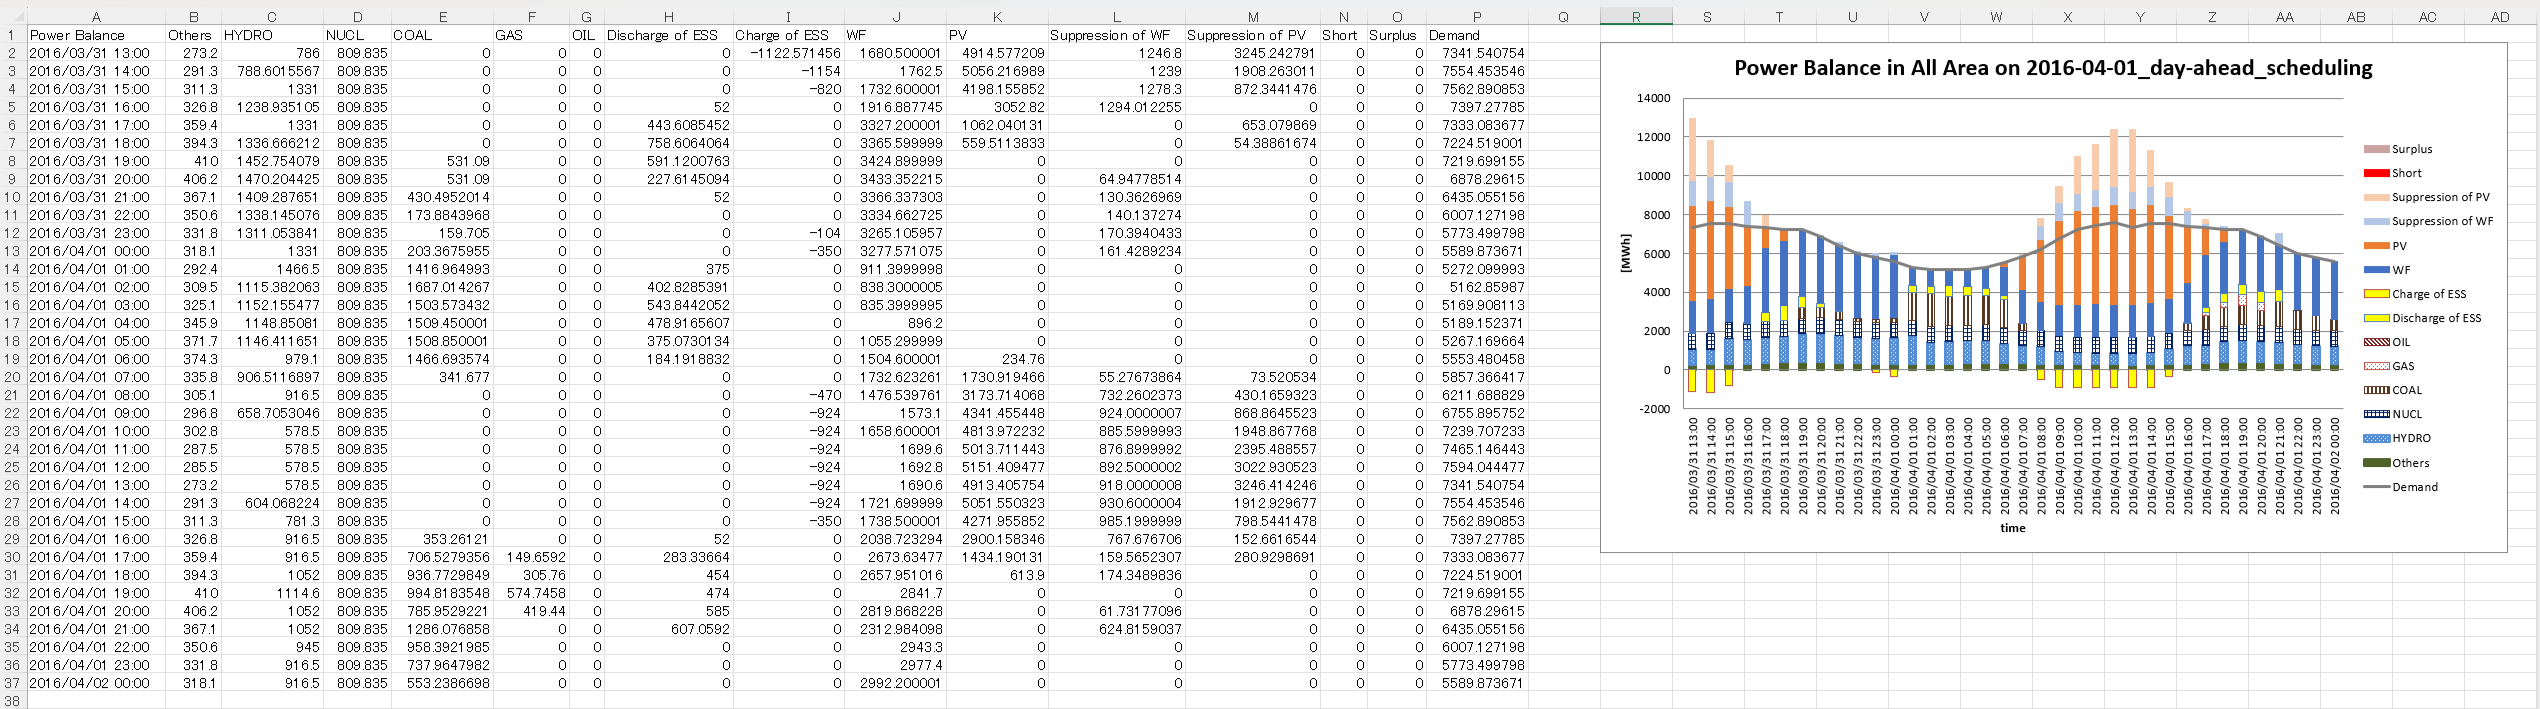 A B C D E F G H I J K L M N O P Q R S T U V W X Y Z AA AB AC AD
1 Power Balance Others HYDRO NUCL COAL GAS OIL Discharge of ESS Charge of ESS WF PV Suppression of WF Suppression of PV Short Surplus Demand
2 2016/03/31 13:00 273.2 786 809.835 0 0 0 0 -1122.571456 1680.500001 4914.577209 1246.8 3245.242791 0 0 7341.540754
3 2016/03/31 14:00 291.3 788.6015567 809.835 0 0 0 0 -1154 1762.5 5056.216989 1239 1908.263011 0 0 7554.453546
4 2016/03/31 15:00 311.3 1331 809.835 0 0 0 0 -820 1732.600001 4198.155852 1278.3 872.3441476 0 0 7562.890853
5 2016/03/31 16:00 326.8 1238.935105 809.835 0 0 0 52 0 1916.887745 3052.82 1294.012255 0 0 0 7397.27785
6 2016/03/31 17:00 359.4 1331 809.835 0 0 0 443.6085452 0 3327.200001 1062.040131 0 653.079869 0 0 7333.083677
7 2016/03/31 18:00 394.3 1336.666212 809.835 0 0 0 758.6064064 0 3365.599999 559.5113833 0 54.38861674 0 0 7224.519001
8 2016/03/31 19:00 410 1452.754079 809.835 531.09 0 0 591.1200763 0 3424.899999 0 0 0 0 0 7219.699155
9 2016/03/31 20:00 406.2 1470.204425 809.835 531.09 0 0 227.6145094 0 3433.352215 0 64.94778514 0 0 0 6878.29615
10 2016/03/31 21:00 367.1 1409.287651 809.835 430.4952014 0 0 52 0 3366.337303 0 130.3626969 0 0 0 6435.055156
11 2016/03/31 22:00 350.6 1338.145076 809.835 173.8843968 0 0 0 0 3334.662725 0 140.137274 0 0 0 6007.127198
12 2016/03/31 23:00 331.8 1311.053841 809.835 159.705 0 0 0 -104 3265.105957 0 170.3940433 0 0 0 5773.499798
13 2016/04/01 00:00 318.1 1331 809.835 203.3675955 0 0 0 -350 3277.571075 0 161.4289234 0 0 0 5589.873671
14 2016/04/01 01:00 292.4 1466.5 809.835 1416.964993 0 0 375 0 911.3999998 0 0 0 0 0 5272.099993
15 2016/04/01 02:00 309.5 1115.382063 809.835 1687.014267 0 0 402.8285391 0 838.3000005 0 0 0 0 0 5162.85987
16 2016/04/01 03:00 325.1 1152.155477 809.835 1503.573432 0 0 543.8442052 0 835.3999995 0 0 0 0 0 5169.908113
17 2016/04/01 04:00 345.9 1148.85081 809.835 1509.450001 0 0 478.9165607 0 896.2 0 0 0 0 0 5189.152371
18 2016/04/01 05:00 371.7 1146.411651 809.835 1508.850001 0 0 375.0730134 0 1055.299999 0 0 0 0 0 5267.169664
19 2016/04/01 06:00 374.3 979.1 809.835 1466.693574 0 0 184.1918832 0 1504.600001 234.76 0 0 0 0 5553.480458
20 2016/04/01 07:00 335.8 906.5116897 809.835 341.677 0 0 0 0 1732.623261 1730.919466 55.27673864 73.520534 0 0 5857.366417
21 2016/04/01 08:00 305.1 916.5 809.835 0 0 0 0 -470 1476.539761 3173.714068 732.2602373 430.1659323 0 0 6211.688829
22 2016/04/01 09:00 296.8 658.7053046 809.835 0 0 0 0 -924 1573.1 4341.455448 924.0000007 868.8645523 0 0 6755.895752
23 2016/04/01 10:00 302.8 578.5 809.835 0 0 0 0 -924 1658.600001 4813.972232 885.5999993 1948.867768 0 0 7239.707233
24 2016/04/01 11:00 287.5 578.5 809.835 0 0 0 0 -924 1699.6 5013.711443 876.8999992 2395.488557 0 0 7465.146443
25 2016/04/01 12:00 285.5 578.5 809.835 0 0 0 0 -924 1692.8 5151.409477 892.5000002 3022.930523 0 0 7594.044477
26 2016/04/01 13:00 273.2 578.5 809.835 0 0 0 0 -924 1690.6 4913.405754 918.0000008 3246.414246 0 0 7341.540754
27 2016/04/01 14:00 291.3 604.068224 809.835 0 0 0 0 -924 1721.699999 5051.550323 930.6000004 1912.929677 0 0 7554.453546
28 2016/04/01 15:00 311.3 781.3 809.835 0 0 0 0 -350 1738.500001 4271.955852 985.1999999 798.5441478 0 0 7562.890853
29 2016/04/01 16:00 326.8 916.5 809.835 353.26121 0 0 52 0 2038.723294 2900.158346 767.676706 152.6616544 0 0 7397.27785
30 2016/04/01 17:00 359.4 916.5 809.835 706.5279356 149.6592 0 283.33664 0 2673.63477 1434.190131 159.5652307 280.9298691 0 0 7333.083677
31 2016/04/01 18:00 394.3 1052 809.835 936.7729849 305.76 0 454 0 2657.951016 613.9 174.3489836 0 0 0 7224.519001
32 2016/04/01 19:00 410 1114.6 809.835 994.8183548 574.7458 0 474 0 2841.7 0 0 0 0 0 7219.699155
33 2016/04/01 20:00 406.2 1052 809.835 785.9529221 419.44 0 585 0 2819.868228 0 61.73177096 0 0 0 6878.29615
34 2016/04/01 21:00 367.1 1052 809.835 1286.076858 0 0 607.0592 0 2312.984098 0 624.8159037 0 0 0 6435.055156
35 2016/04/01 22:00 350.6 945 809.835 958.3921985 0 0 0 0 2943.3 0 0 0 0 0 6007.127198
36 2016/04/01 23:00 331.8 916.5 809.835 737.9647982 0 0 0 0 2977.4 0 0 0 0 0 5773.499798
37 2016/04/02 00:00 318.1 916.5 809.835 553.2386698 0 0 0 0 2992.200001 0 0 0 0 0 5589.873671
38
Power Balance in All Area on 2016-04-01_day-ahead_scheduling
[MWh]
14000
12000
10000
8000
6000
4000
2000
0
-2000
2016/03/31 13:00
2016/03/31 14:00
2016/03/31 15:00
2016/03/31 16:00
2016/03/31 17:00
2016/03/31 18:00
2016/03/31 19:00
2016/03/31 20:00
2016/03/31 21:00
2016/03/31 22:00
2016/03/31 23:00
2016/04/01 00:00
2016/04/01 01:00
2016/04/01 02:00
2016/04/01 03:00
2016/04/01 04:00
2016/04/01 05:00
2016/04/01 06:00
2016/04/01 07:00
2016/04/01 08:00
2016/04/01 09:00
2016/04/01 10:00
2016/04/01 11:00
2016/04/01 12:00
2016/04/01 13:00
2016/04/01 14:00
2016/04/01 15:00
2016/04/01 16:00
2016/04/01 17:00
2016/04/01 18:00
2016/04/01 19:00
2016/04/01 20:00
2016/04/01 21:00
2016/04/01 22:00
2016/04/01 23:00
2016/04/02 00:00
time
Surplus
Short
Suppression of PV
Suppression of WF
PV
WF
Charge of ESS
Discharge of ESS
OIL
GAS
COAL
NUCL
HYDRO
Others
Demand